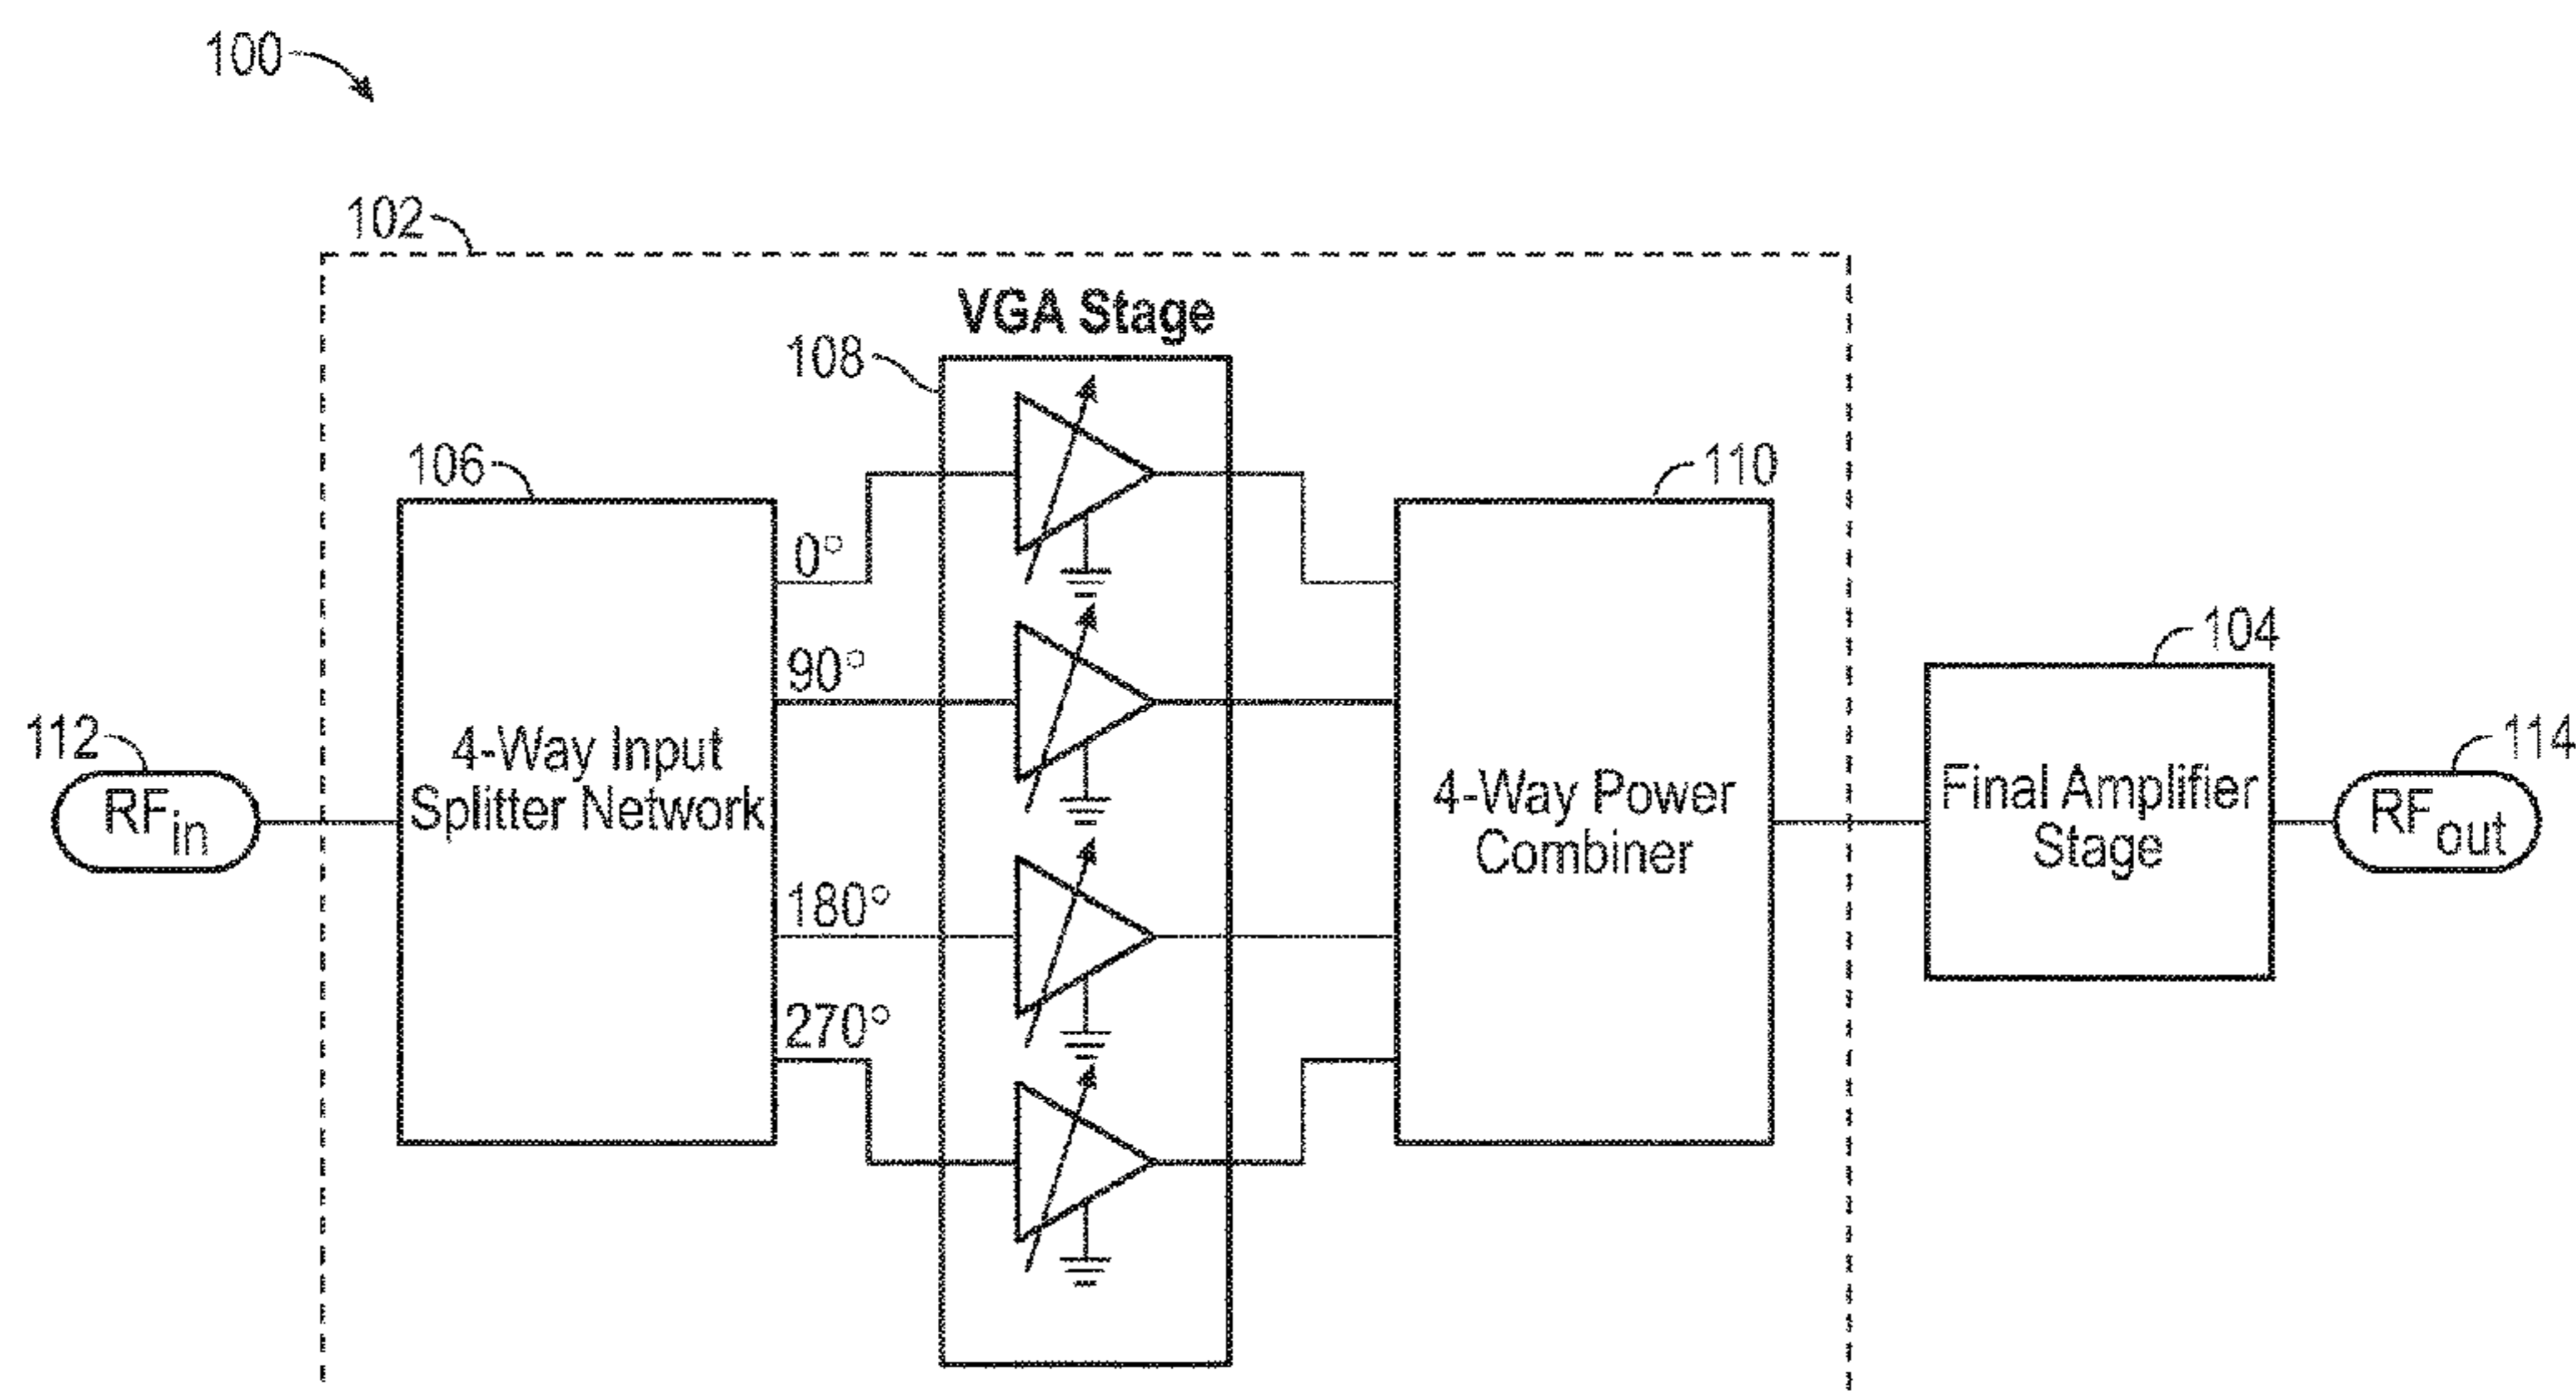 100
102
VGA Stage
108
106
110
0°
104
90°
112
4-Way Input
Splitter Network
RFin
180°
270°
4-Way Power
Combiner
Final Amplifier
Stage
114
RFout